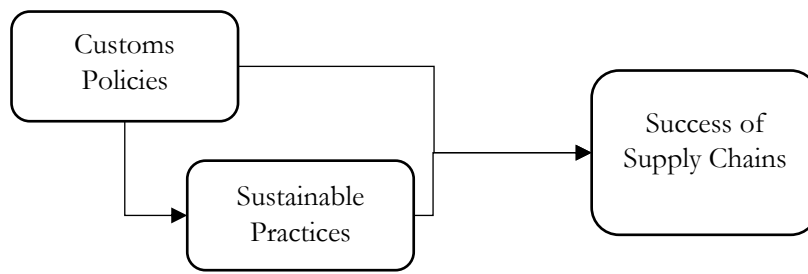 Customs
Policies
Sustainable
Practices
Success of
Supply Chains